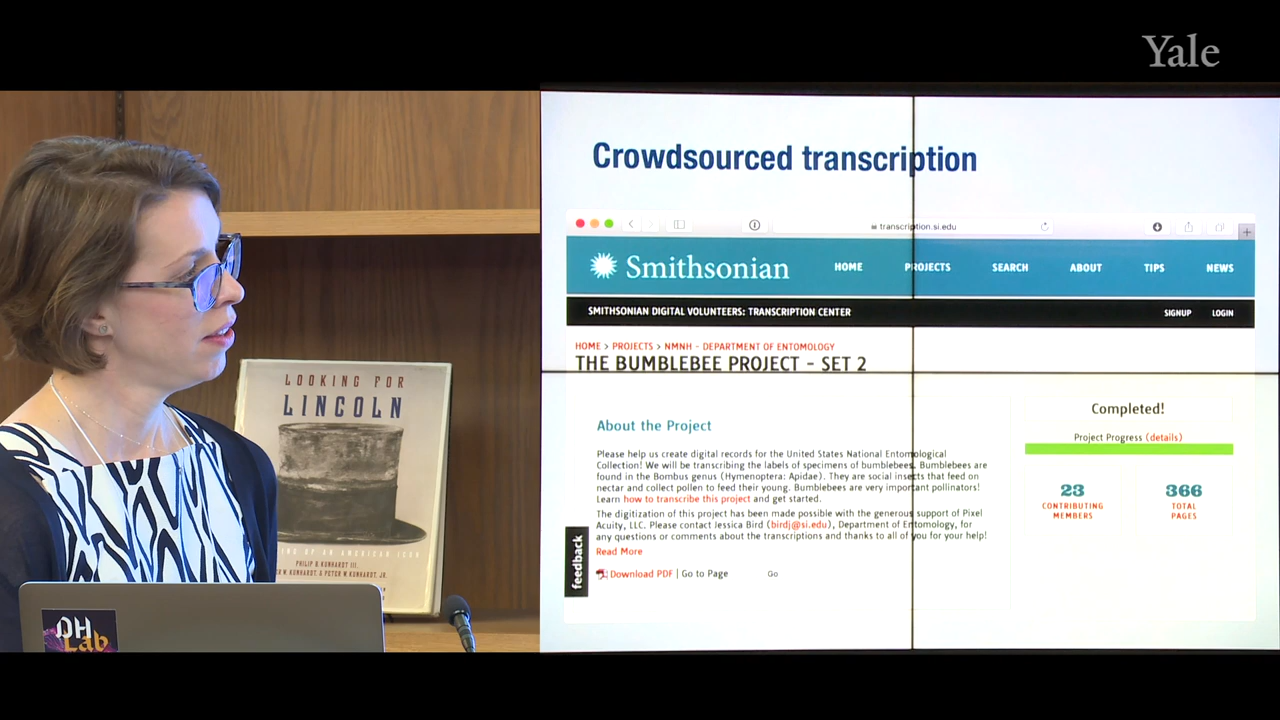 Yale
Crowdsourced transcription
transcription.si.edu
Smithsonian
HOME PROJECTS SEARCH ABOUT TIPS NEWS
SMITHSONIAN DIGITAL VOLUNTEERS: TRANSCRIPTION CENTER
SIGNUP LOGIN
HOME > PROJECTS > NMNH - DEPARTMENT OF ENTOMOLOGY
THE BUMBLEBEE PROJECT - SET 2
About the Project
Please help us create digital records for the United States National Entomological
Collection! We will be transcribing the labels of specimens of bumblebees. Bumblebees are
found in the Bombus genus (Hymenoptera: Apidae). They are social insects that feed on
nectar and collect pollen to feed their young. Bumblebees are very important pollinators!
Learn how to transcribe this project and get started.
The digitization of this project has been made possible with the generous support of Pixel
Acuity, LLC. Please contact Jessica Bird (birdj@si.edu), Department of Entomology, for
any questions or comments about the transcriptions and thanks to all of you for your help!
Read More
Download PDF | Go to Page Go
feedback
Completed!
Project Progress (details)
23
CONTRIBUTING
MEMBERS
366
TOTAL
PAGES
LOOKING FOR
LINCOLN
OF AN AMERICAN ICON
PHILIP B. KUNHARDT III,
W. KUNHARDT, & PETER W. KUNHARDT, JR.
DH
Lab